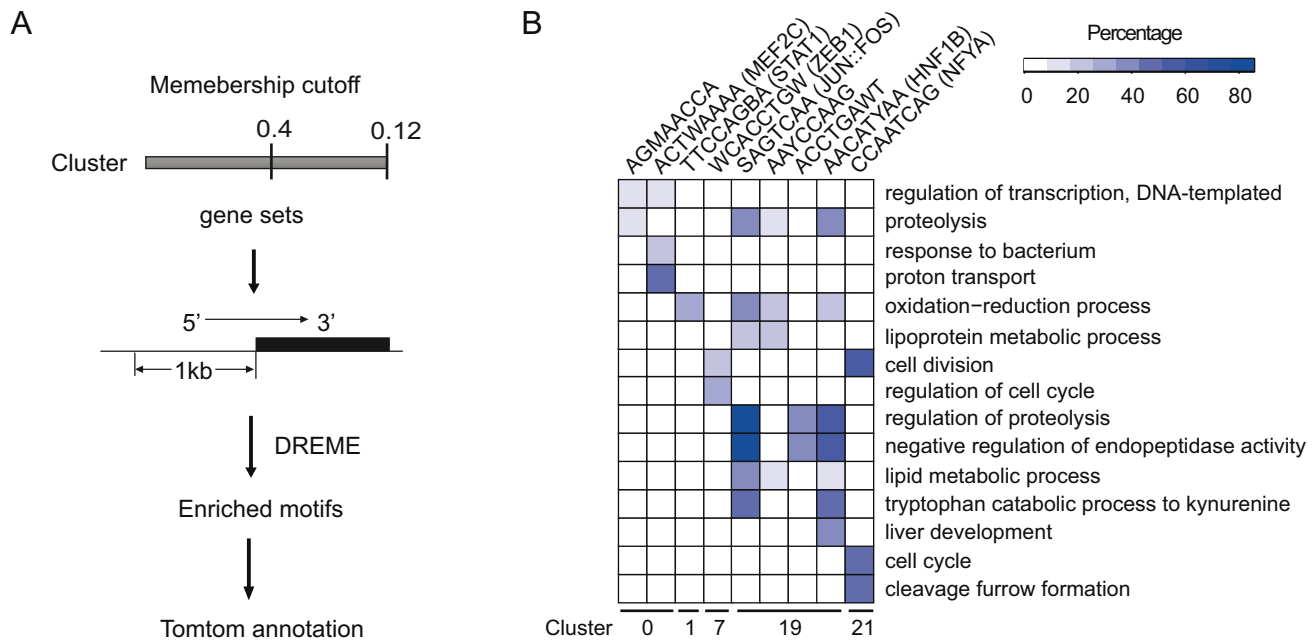 A
Memebership cutoff
0.4
0.12
Cluster
gene sets
5’
3’
1kb
DREME
Enriched motifs
Tomtom annotation
B
AGMAACCA
ACTWAAAA (MEF2C)
TTCCAGBA (STAT1)
WCACCTGW (ZEB1)
SAGTCAA (JUN::FOS)
AAYCCAAG
ACCTGAWT
AACATYAA (HNF1B)
CCAATCAG (NFYA)
Percentage
0 20 40 60 80
regulation of transcription, DNA-templated
proteolysis
response to bacterium
proton transport
oxidation−reduction process
lipoprotein metabolic process
cell division
regulation of cell cycle
regulation of proteolysis
negative regulation of endopeptidase activity
lipid metabolic process
tryptophan catabolic process to kynurenine
liver development
cell cycle
cleavage furrow formation
Cluster 0 1 7 19 21